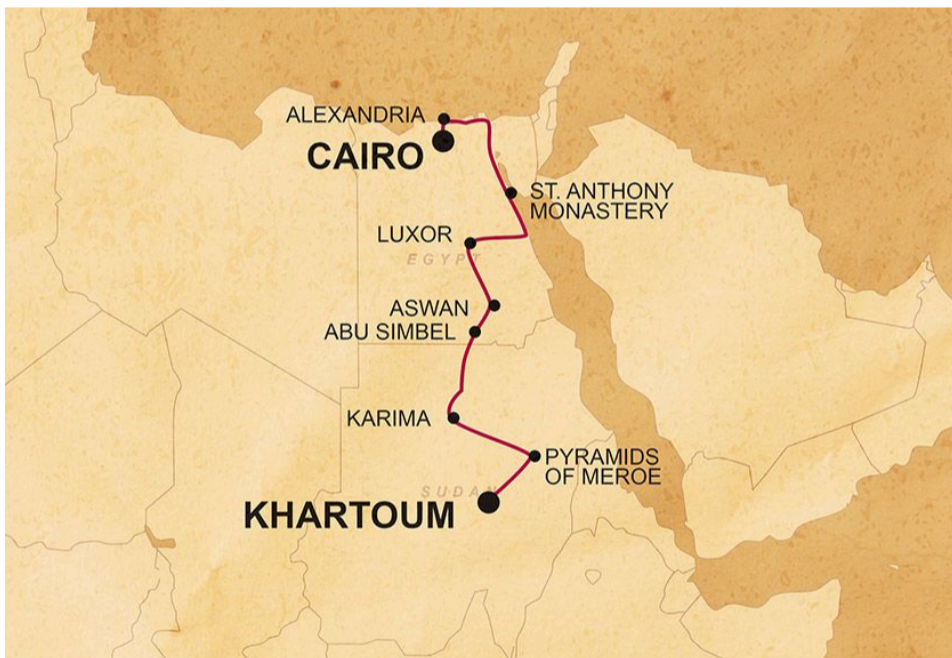 ALEXANDRIA
CAIRO
ST. ANTHONY
MONASTERY
LUXOR
EGYPT
ASWAN
ABU SIMBEL
KARIMA
PYRAMIDS
OF MEROE
SUDAN
KHARTOUM